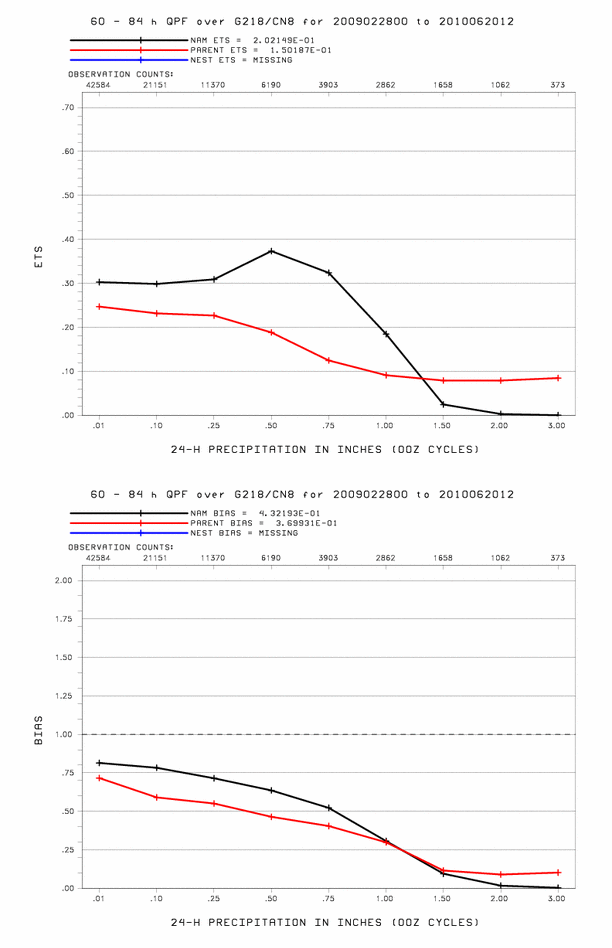 60 - 84 h QPF over G218/CN8 for 2009022800 to 2010062012
NAM ETS = 2.02149E-01
PARENT ETS = 1.50187E-01
NEST ETS = MISSING
OBSERVATION COUNTS:
42584 21151 11370 6190 3903 2862 1658 1062 373
.70
.60
.50
.40
.30
.20
.10
.00
ETS
.01 .10 .25 .50 .75 1.00 1.50 2.00 3.00
24-H PRECIPITATION IN INCHES (00Z CYCLES)
60 - 84 h QPF over G218/CN8 for 2009022800 to 2010062012
NAM BIAS = 4.32193E-01
PARENT BIAS = 3.69931E-01
NEST BIAS = MISSING
OBSERVATION COUNTS:
42584 21151 11370 6190 3903 2862 1658 1062 373
2.00
1.75
1.50
1.25
1.00
.75
.50
.25
.00
BIAS
.01 .10 .25 .50 .75 1.00 1.50 2.00 3.00
24-H PRECIPITATION IN INCHES (00Z CYCLES)